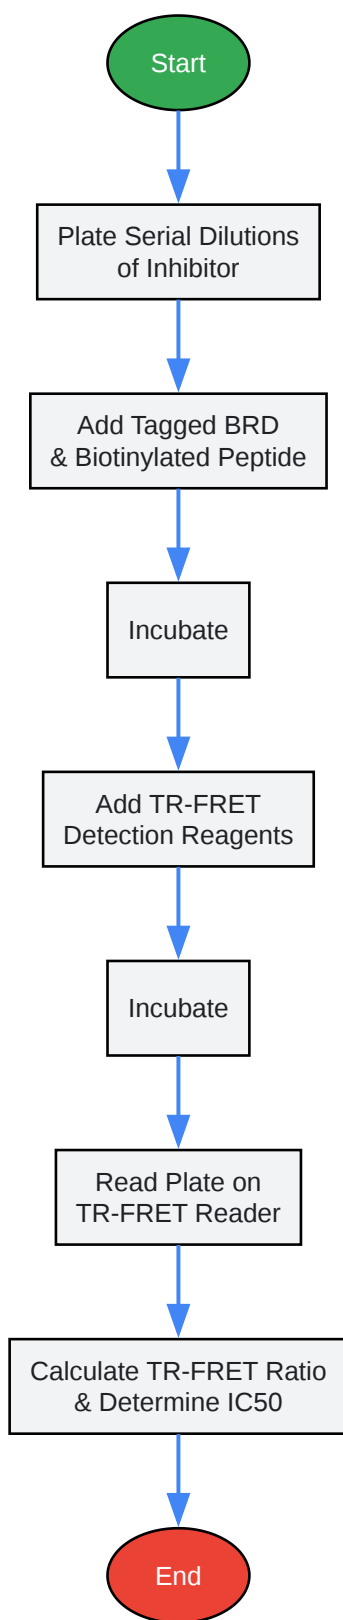 Start
Plate Serial Dilutions
of Inhibitor
Add Tagged BRD
& Biotinylated Peptide
Incubate
Add TR-FRET
Detection Reagents
Incubate
Read Plate on
TR-FRET Reader
Calculate TR-FRET Ratio
& Determine IC50
End